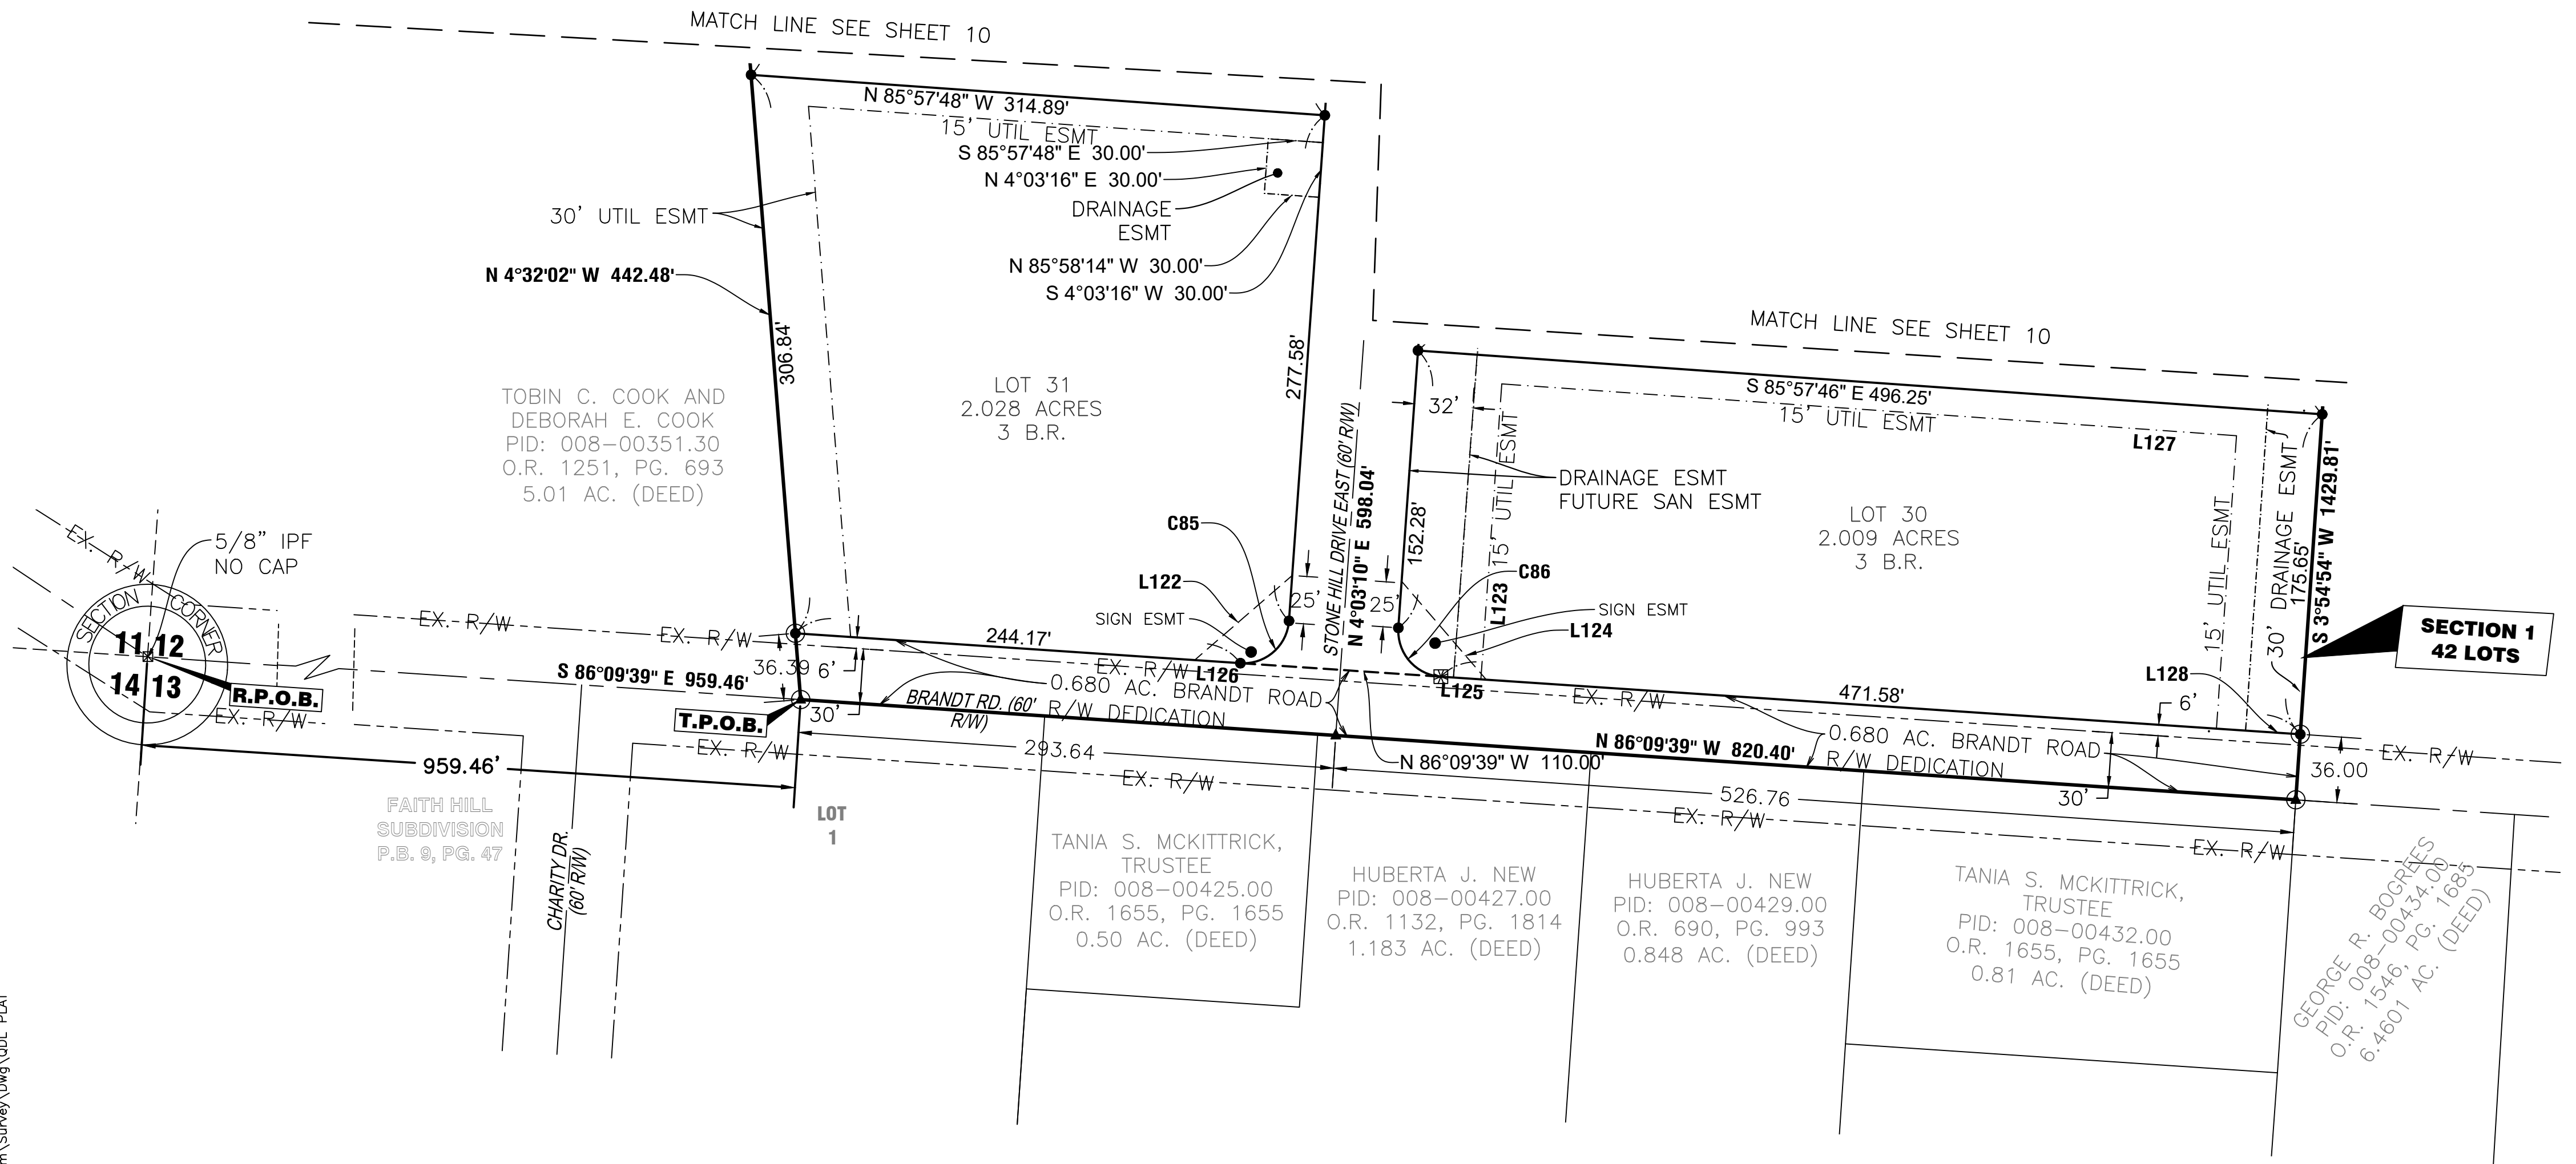 MATCH LINE SEE SHEET 10
N 85°57'48" W 314.89'
15' UTIL ESMT
S 85°57'48" E 30.00'
N 4°03'16" E 30.00'
DRAINAGE
ESMT
N 85°58'14" W 30.00'
S 4°03'16" W 30.00'
30' UTIL ESMT
N 4°32'02" W 442.48'
306.84'
277.58'
LOT 31
2.028 ACRES
3 B.R.
TOBIN C. COOK AND
DEBORAH E. COOK
PID: 008-00351.30
O.R. 1251, PG. 693
5.01 AC. (DEED)
5/8" IPF
NO CAP
EX. R/W
SECTION CORNER
11 12
14 13
R.P.O.B.
EX. R/W
EX. R/W
EX. R/W
S 86°09'39" E 959.46'
959.46'
T.P.O.B.
36.39
6'
30'
244.17'
C85
L122
SIGN ESMT
25'
25'
EX. R/W
L126
STONE HILL DRIVE EAST (60' R/W)
N 4°03'10" E 598.04'
MATCH LINE SEE SHEET 10
S 85°57'46" E 496.25'
15' UTIL ESMT
32'
152.28'
15' UTIL ESMT
L123
DRAINAGE ESMT
FUTURE SAN ESMT
C86
SIGN ESMT
L124
L125
LOT 30
2.009 ACRES
3 B.R.
L127
15' UTIL ESMT
30' DRAINAGE ESMT
175.65'
S 3°54'54" W 1429.81'
SECTION 1
42 LOTS
L128
6'
471.58'
EX. R/W
0.680 AC. BRANDT ROAD
R/W DEDICATION
BRANDT RD. (60'
R/W)
293.64
N 86°09'39" W 110.00'
N 86°09'39" W 820.40'
0.680 AC. BRANDT ROAD
R/W DEDICATION
526.76
30'
36.00
EX. R/W
EX. R/W
EX. R/W
EX. R/W
EX. R/W
FAITH HILL
SUBDIVISION
P.B. 9, PG. 47
CHARITY DR.
(60' R/W)
LOT
1
TANIA S. MCKITTRICK,
TRUSTEE
PID: 008-00425.00
O.R. 1655, PG. 1655
0.50 AC. (DEED)
HUBERTA J. NEW
PID: 008-00427.00
O.R. 1132, PG. 1814
1.183 AC. (DEED)
HUBERTA J. NEW
PID: 008-00429.00
O.R. 690, PG. 993
0.848 AC. (DEED)
TANIA S. MCKITTRICK,
TRUSTEE
PID: 008-00432.00
O.R. 1655, PG. 1655
0.81 AC. (DEED)
GEORGE R. BOGREES
PID: 008-00434.00
O.R. 1546, PG. 1685
6.4601 AC. (DEED)
\Survey\Dwg\QDL PLAT